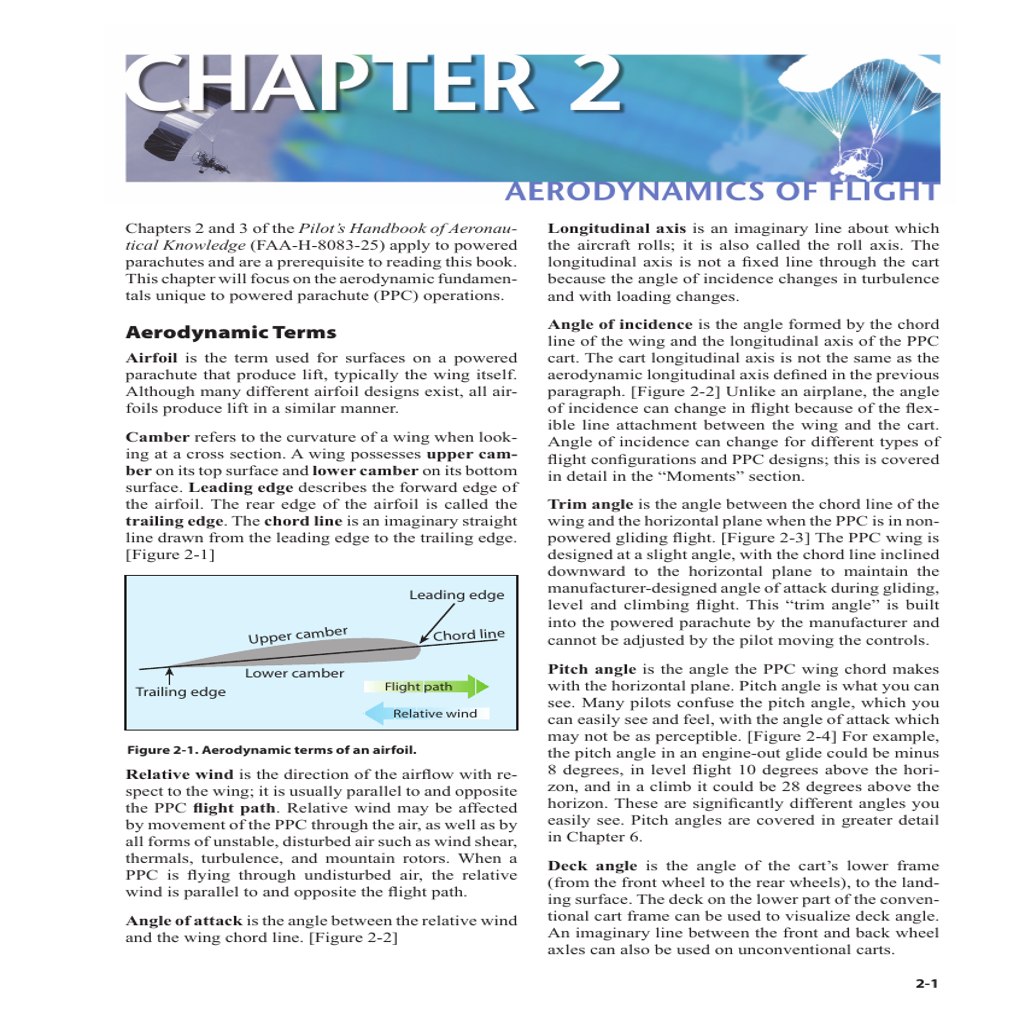 CHAPTER 2
AERODYNAMICS OF FLIGHT
Chapters 2 and 3 of the Pilot’s Handbook of Aeronau-
tical Knowledge (FAA-H-8083-25) apply to powered
parachutes and are a prerequisite to reading this book.
This chapter will focus on the aerodynamic fundamen-
tals unique to powered parachute (PPC) operations.
Aerodynamic Terms
Airfoil is the term used for surfaces on a powered
parachute that produce lift, typically the wing itself.
Although many different airfoil designs exist, all air-
foils produce lift in a similar manner.
Camber refers to the curvature of a wing when look-
ing at a cross section. A wing possesses upper cam-
ber on its top surface and lower camber on its bottom
surface. Leading edge describes the forward edge of
the airfoil. The rear edge of the airfoil is called the
trailing edge. The chord line is an imaginary straight
line drawn from the leading edge to the trailing edge.
[Figure 2-1]
Leading edge
Upper camber
Chord line
Lower camber
Trailing edge
Flight path
Relative wind
Figure 2-1. Aerodynamic terms of an airfoil.
Relative wind is the direction of the airflow with re-
spect to the wing; it is usually parallel to and opposite
the PPC flight path. Relative wind may be affected
by movement of the PPC through the air, as well as by
all forms of unstable, disturbed air such as wind shear,
thermals, turbulence, and mountain rotors. When a
PPC is flying through undisturbed air, the relative
wind is parallel to and opposite the flight path.
Angle of attack is the angle between the relative wind
and the wing chord line. [Figure 2-2]
Longitudinal axis is an imaginary line about which
the aircraft rolls; it is also called the roll axis. The
longitudinal axis is not a fixed line through the cart
because the angle of incidence changes in turbulence
and with loading changes.
Angle of incidence is the angle formed by the chord
line of the wing and the longitudinal axis of the PPC
cart. The cart longitudinal axis is not the same as the
aerodynamic longitudinal axis defined in the previous
paragraph. [Figure 2-2] Unlike an airplane, the angle
of incidence can change in flight because of the flex-
ible line attachment between the wing and the cart.
Angle of incidence can change for different types of
flight configurations and PPC designs; this is covered
in detail in the “Moments” section.
Trim angle is the angle between the chord line of the
wing and the horizontal plane when the PPC is in non-
powered gliding flight. [Figure 2-3] The PPC wing is
designed at a slight angle, with the chord line inclined
downward to the horizontal plane to maintain the
manufacturer-designed angle of attack during gliding,
level and climbing flight. This “trim angle” is built
into the powered parachute by the manufacturer and
cannot be adjusted by the pilot moving the controls.
Pitch angle is the angle the PPC wing chord makes
with the horizontal plane. Pitch angle is what you can
see. Many pilots confuse the pitch angle, which you
can easily see and feel, with the angle of attack which
may not be as perceptible. [Figure 2-4] For example,
the pitch angle in an engine-out glide could be minus
8 degrees, in level flight 10 degrees above the hori-
zon, and in a climb it could be 28 degrees above the
horizon. These are significantly different angles you
easily see. Pitch angles are covered in greater detail
in Chapter 6.
Deck angle is the angle of the cart’s lower frame
(from the front wheel to the rear wheels), to the land-
ing surface. The deck on the lower part of the conven-
tional cart frame can be used to visualize deck angle.
An imaginary line between the front and back wheel
axles can also be used on unconventional carts.
2-1